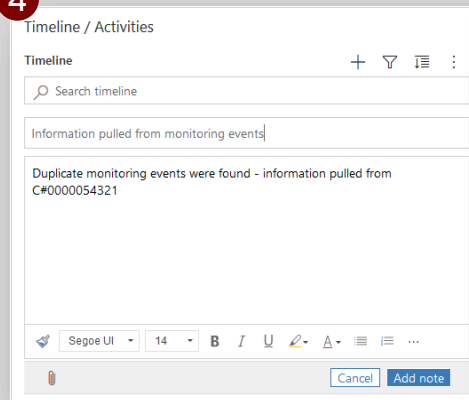 4
Timeline / Activities
Timeline
Search timeline
Information pulled from monitoring events
Duplicate monitoring events were found - information pulled from
C#0000054321
Segoe UI 14 B I U A
Cancel Add note